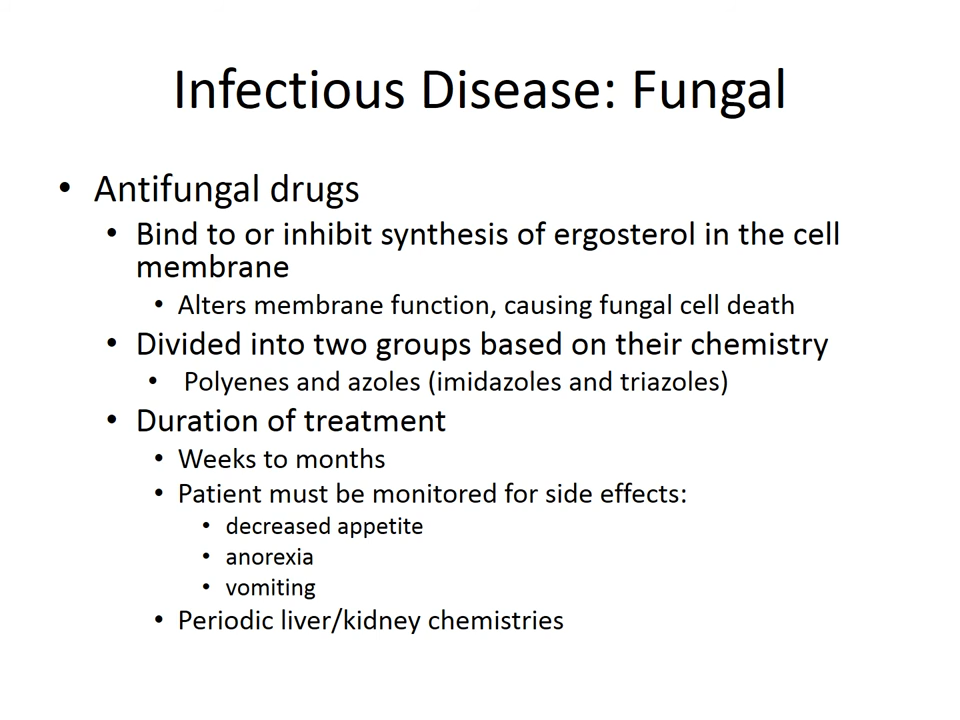 Infectious Disease: Fungal
• Antifungal drugs
• Bind to or inhibit synthesis of ergosterol in the cell
membrane
• Alters membrane function, causing fungal cell death
• Divided into two groups based on their chemistry
• Polyenes and azoles (imidazoles and triazoles)
• Duration of treatment
• Weeks to months
• Patient must be monitored for side effects:
• decreased appetite
• anorexia
• vomiting
• Periodic liver/kidney chemistries